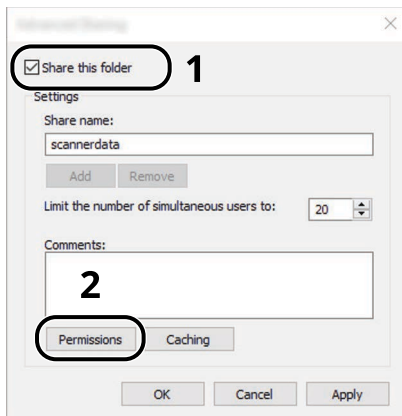 Share this folder 1
Settings
Share name:
scannerdata
Add Remove
Limit the number of simultaneous users to: 20
Comments:
2
Permissions Caching
OK Cancel Apply